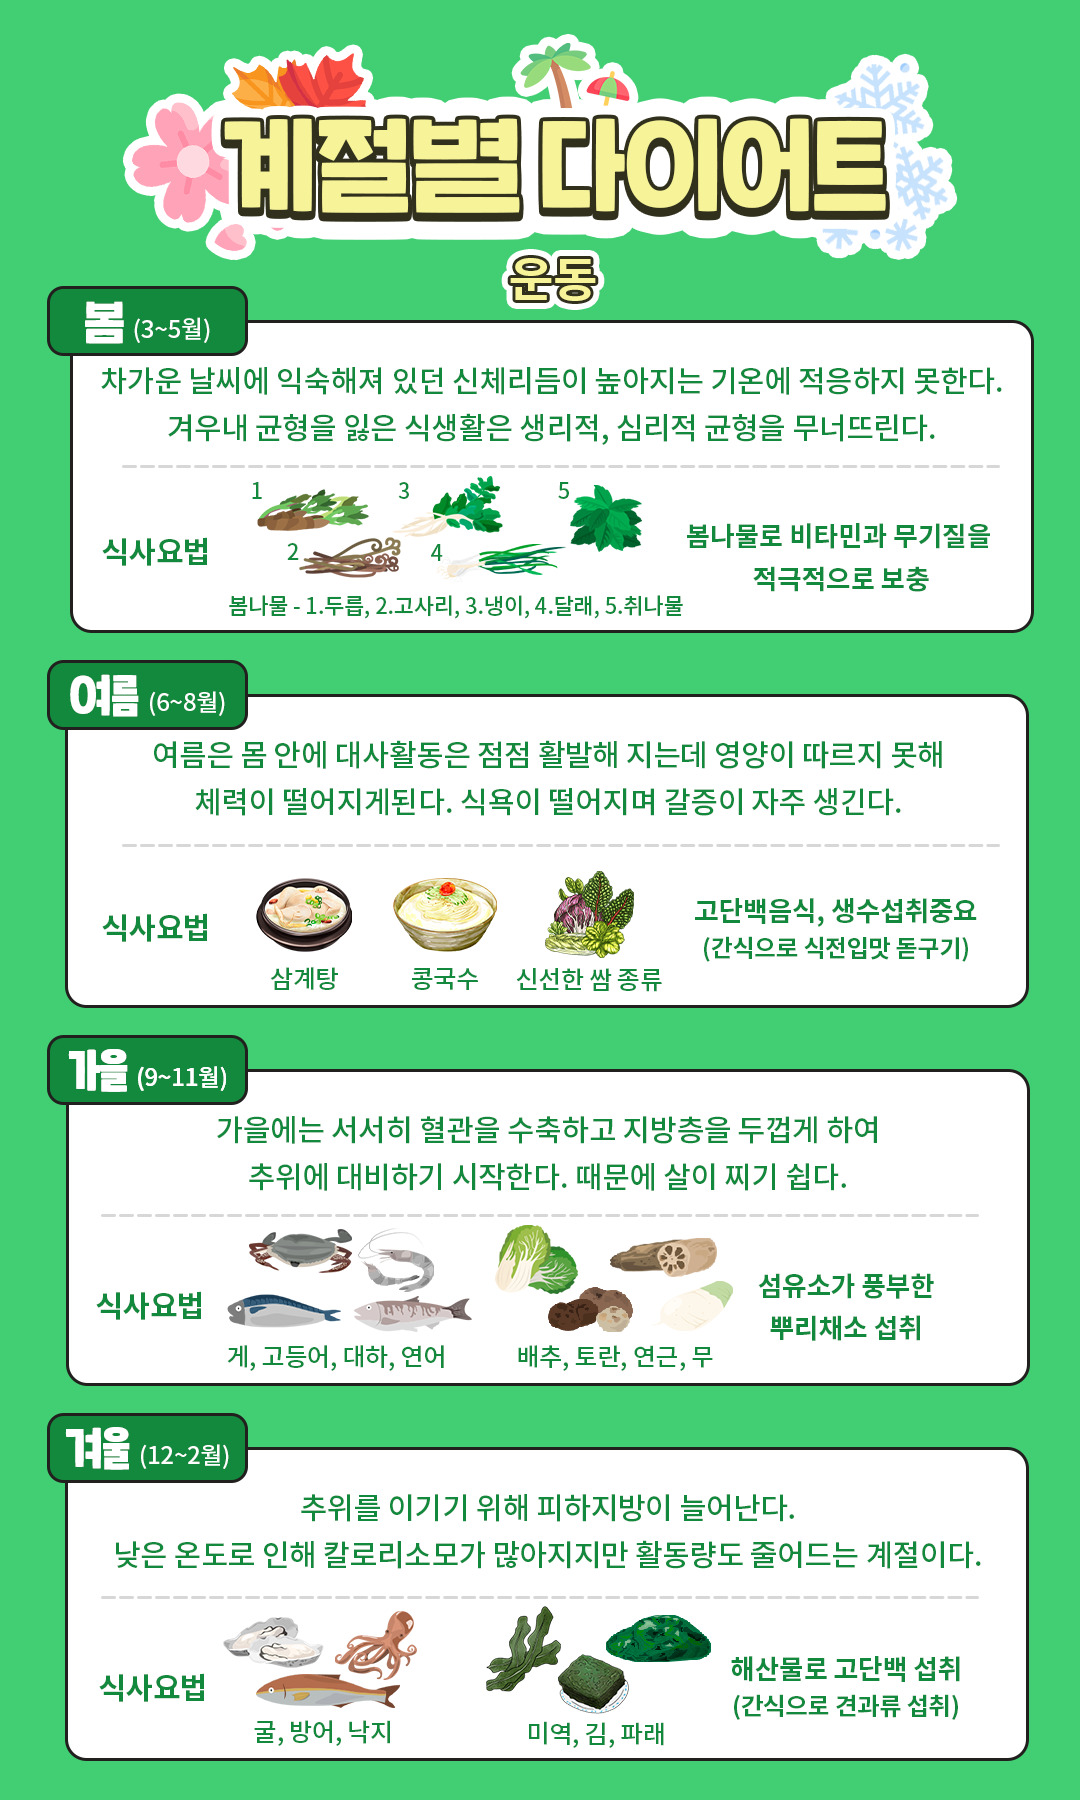 계절별 다이어트
운동
봄 (3~5월)
차가운 날씨에 익숙해져 있던 신체리듬이 높아지는 기온에 적응하지 못한다.
겨우내 균형을 잃은 식생활은 생리적, 심리적 균형을 무너뜨린다.
식사요법
1
2
3
4
5
봄나물 - 1.두릅, 2.고사리, 3.냉이, 4.달래, 5.취나물
봄나물로 비타민과 무기질을
적극적으로 보충
여름 (6~8월)
여름은 몸 안에 대사활동은 점점 활발해 지는데 영양이 따르지 못해
체력이 떨어지게된다. 식욕이 떨어지며 갈증이 자주 생긴다.
식사요법
삼계탕
콩국수
신선한 쌈 종류
고단백음식, 생수섭취중요
(간식으로 식전입맛 돋구기)
가을 (9~11월)
가을에는 서서히 혈관을 수축하고 지방층을 두껍게 하여
추위에 대비하기 시작한다. 때문에 살이 찌기 쉽다.
식사요법
게, 고등어, 대하, 연어
배추, 토란, 연근, 무
섬유소가 풍부한
뿌리채소 섭취
겨울 (12~2월)
추위를 이기기 위해 피하지방이 늘어난다.
낮은 온도로 인해 칼로리소모가 많아지지만 활동량도 줄어드는 계절이다.
식사요법
굴, 방어, 낙지
미역, 김, 파래
해산물로 고단백 섭취
(간식으로 견과류 섭취)